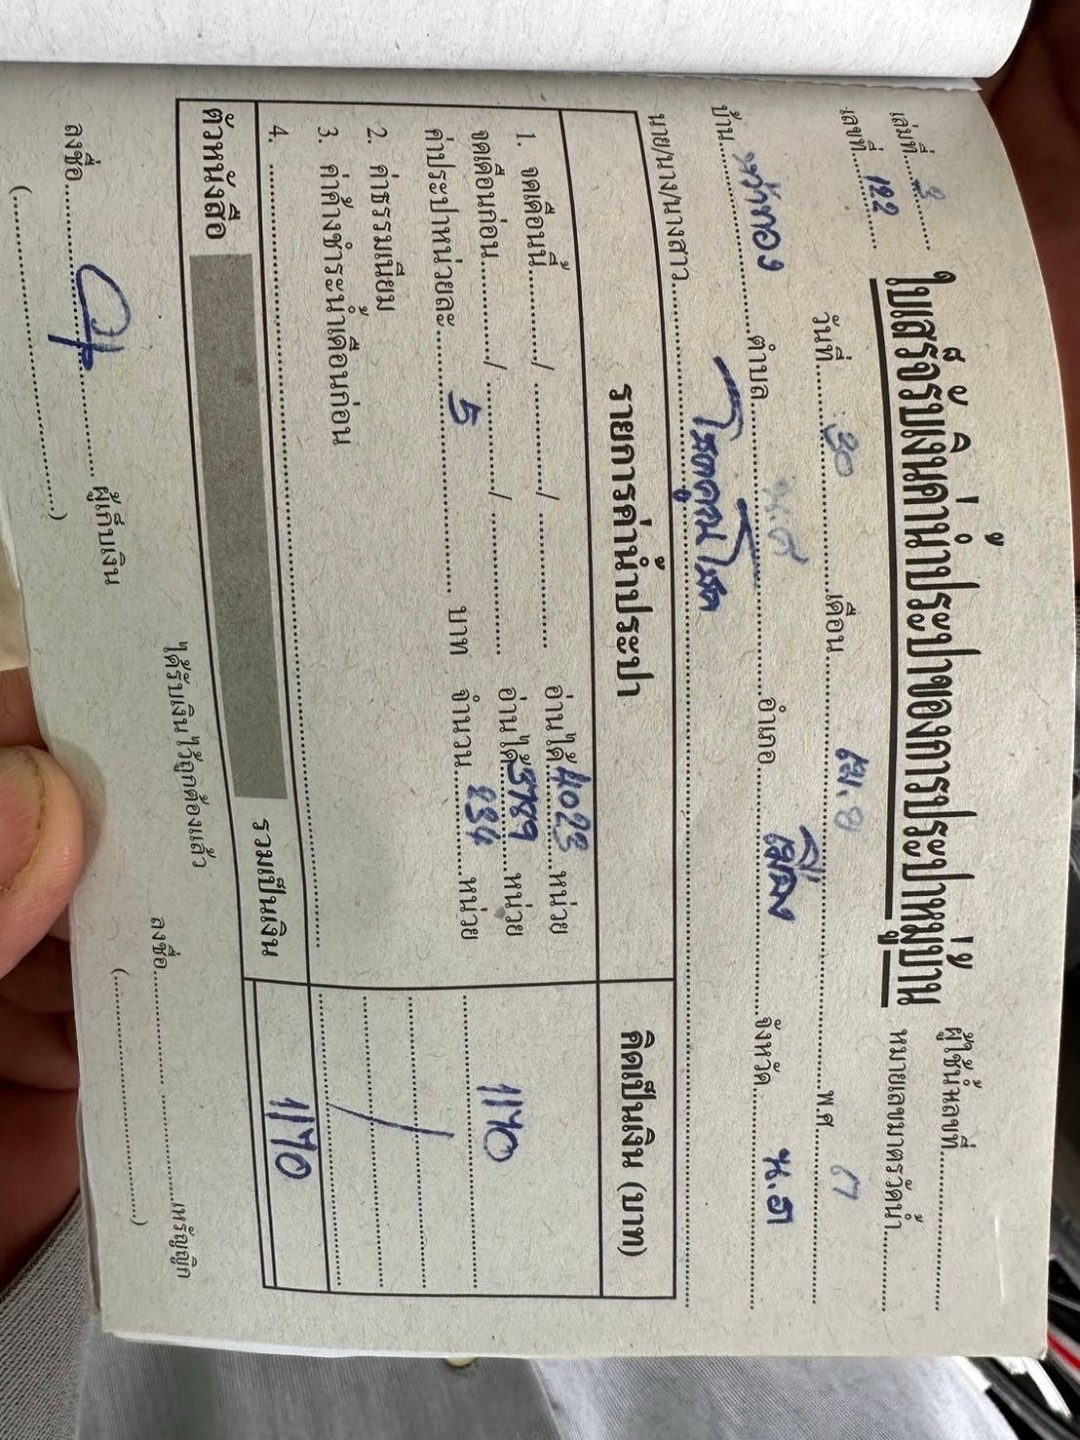 เล่มที่........ ผู้ใช้น้ำเลขที่........
เลขที่ 122 ใบเสร็จรับเงินค่าน้ำประปาของการประปาหมู่บ้าน หมายเลขมาตรวัดน้ำ........
วันที่ 30 เดือน เม.ย พ.ศ.
บ้าน ตำบล อำเภอ เมือง จังหวัด
นาย/นาง/นางสาว
รายการค่าน้ำประปา คิดเป็นเงิน (บาท)
1. จดเดือนนี้......../......../........ อ่านได้ 4023 หน่วย
จดเดือนก่อน......../......../........ อ่านได้ 3789 หน่วย
ค่าประปาหน่วยละ 5 บาท จำนวน 234 หน่วย 1170
2. ค่าธรรมเนียม
3. ค่าค้างชำระน้ำเดือนก่อน
4. ........
ตัวหนังสือ รวมเป็นเงิน 1170
ได้รับเงินไว้ถูกต้องแล้ว
ลงชื่อ........ผู้เก็บเงิน ลงชื่อ........เหรัญญิก
(........) (........)